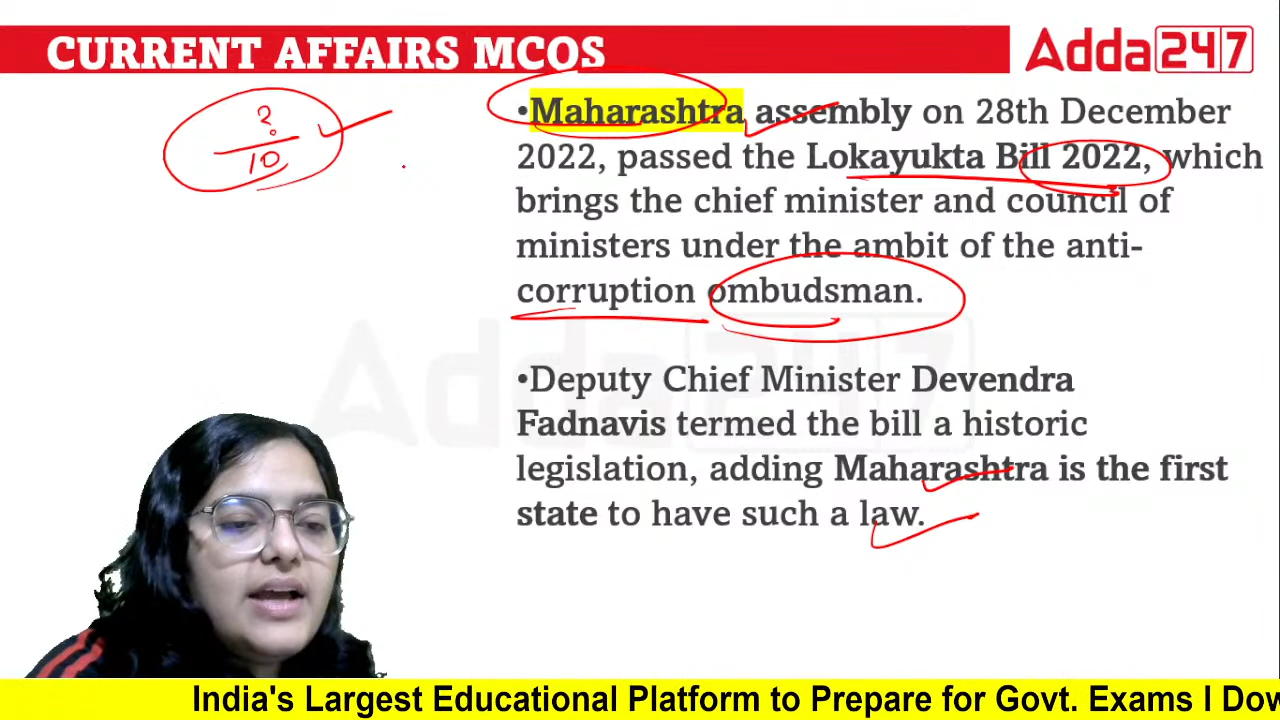 CURRENT AFFAIRS MCQS
Adda247
?
10
•Maharashtra assembly on 28th December
2022, passed the Lokayukta Bill 2022, which
brings the chief minister and council of
ministers under the ambit of the anti-
corruption ombudsman.
•Deputy Chief Minister Devendra
Fadnavis termed the bill a historic
legislation, adding Maharashtra is the first
state to have such a law.
Adda247
India's Largest Educational Platform to Prepare for Govt. Exams I Dow